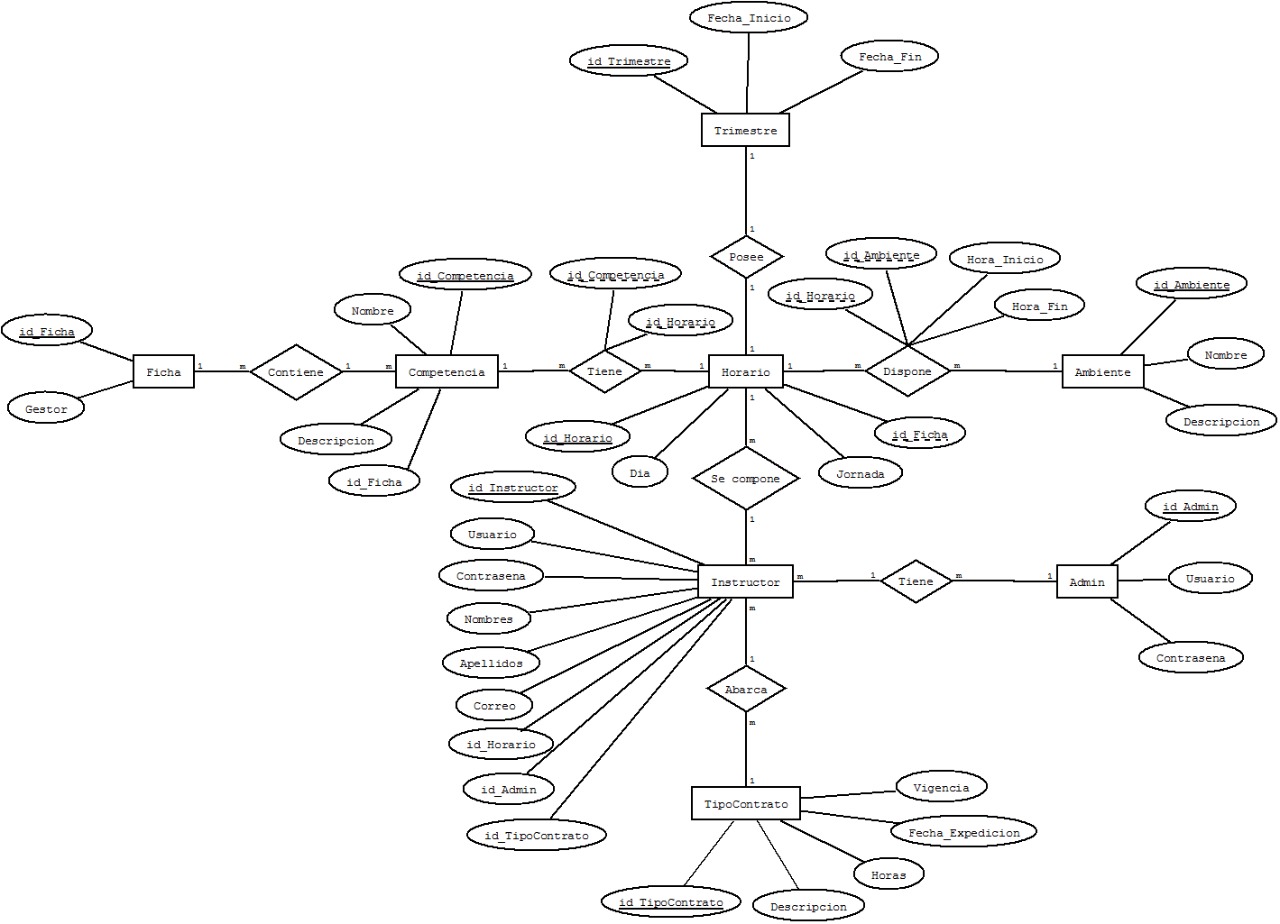 Fecha_Inicio
id_Trimestre
Fecha_Fin
Trimestre
1
1
Posee
1
1
id_Competencia
Nombre
id_Ficha
Ficha
Gestor
1
m
Contiene
1
m
Competencia
Descripcion
id_Ficha
id_Competencia
id_Horario
1
m
Tiene
m
1
Horario
id_Horario
Dia
Jornada
id_Ficha
id_Ambiente
Hora_Inicio
id_Horario
Hora_Fin
1
m
Dispone
m
1
Ambiente
id_Ambiente
Nombre
Descripcion
1
m
Se compone
1
m
Instructor
id_Instructor
Usuario
Contrasena
Nombres
Apellidos
Correo
id_Horario
id_Admin
id_TipoContrato
m
1
Tiene
m
1
Admin
id_Admin
Usuario
Contrasena
m
1
Abarca
m
1
TipoContrato
Vigencia
Fecha_Expedicion
Horas
Descripcion
id_TipoContrato